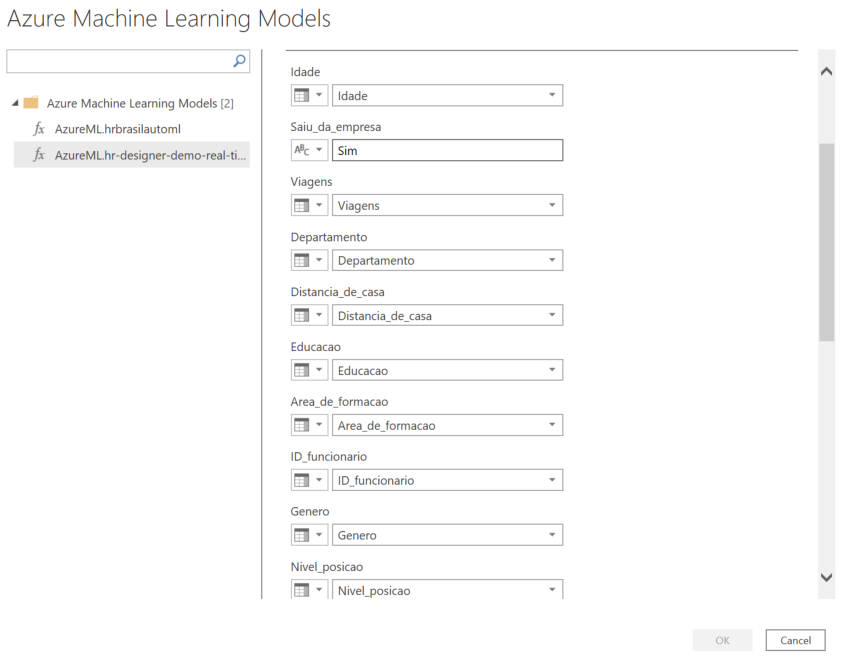 Azure Machine Learning Models
Azure Machine Learning Models [2]
fx AzureML.hrbrasilautoml
fx AzureML.hr-designer-demo-real-ti...
Idade
Idade
Saiu_da_empresa
ABC Sim
Viagens
Viagens
Departamento
Departamento
Distancia_de_casa
Distancia_de_casa
Educacao
Educacao
Area_de_formacao
Area_de_formacao
ID_funcionario
ID_funcionario
Genero
Genero
Nivel_posicao
Nivel_posicao
OK Cancel